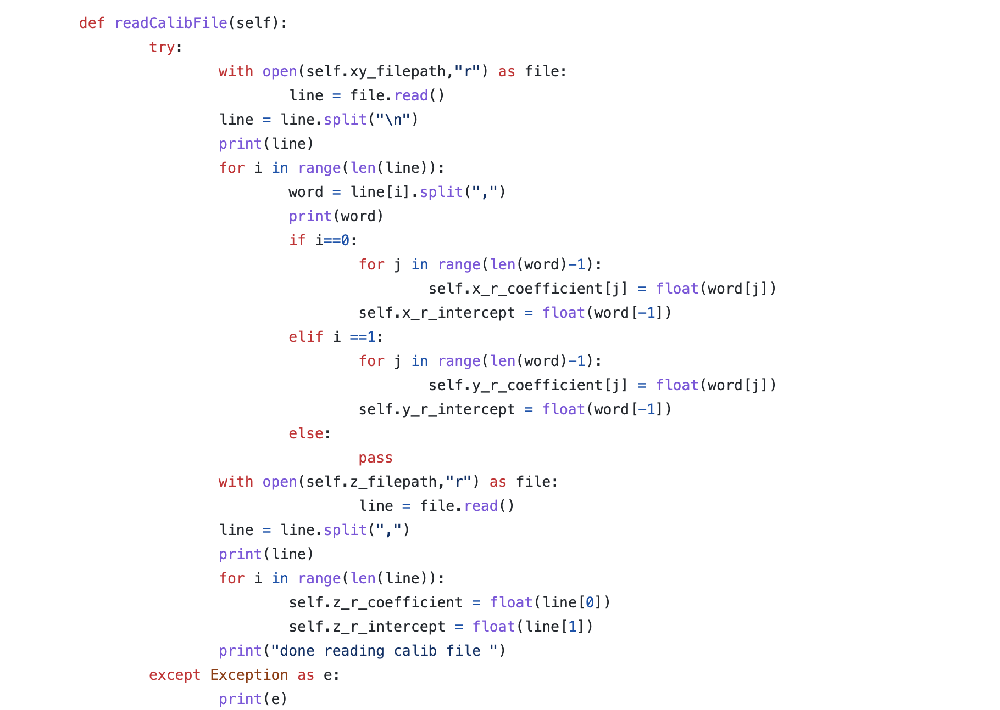 def readCalibFile(self):
try:
with open(self.xy_filepath,"r") as file:
line = file.read()
line = line.split("\n")
print(line)
for i in range(len(line)):
word = line[i].split(",")
print(word)
if i==0:
for j in range(len(word)-1):
self.x_r_coefficient[j] = float(word[j])
self.x_r_intercept = float(word[-1])
elif i ==1:
for j in range(len(word)-1):
self.y_r_coefficient[j] = float(word[j])
self.y_r_intercept = float(word[-1])
else:
pass
with open(self.z_filepath,"r") as file:
line = file.read()
line = line.split(",")
print(line)
for i in range(len(line)):
self.z_r_coefficient = float(line[0])
self.z_r_intercept = float(line[1])
print("done reading calib file ")
except Exception as e:
print(e)